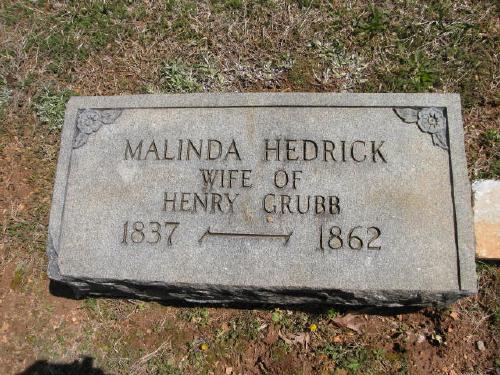 MALINDA HEDRICK
WIFE OF
HENRY GRUBB
1837 — 1862